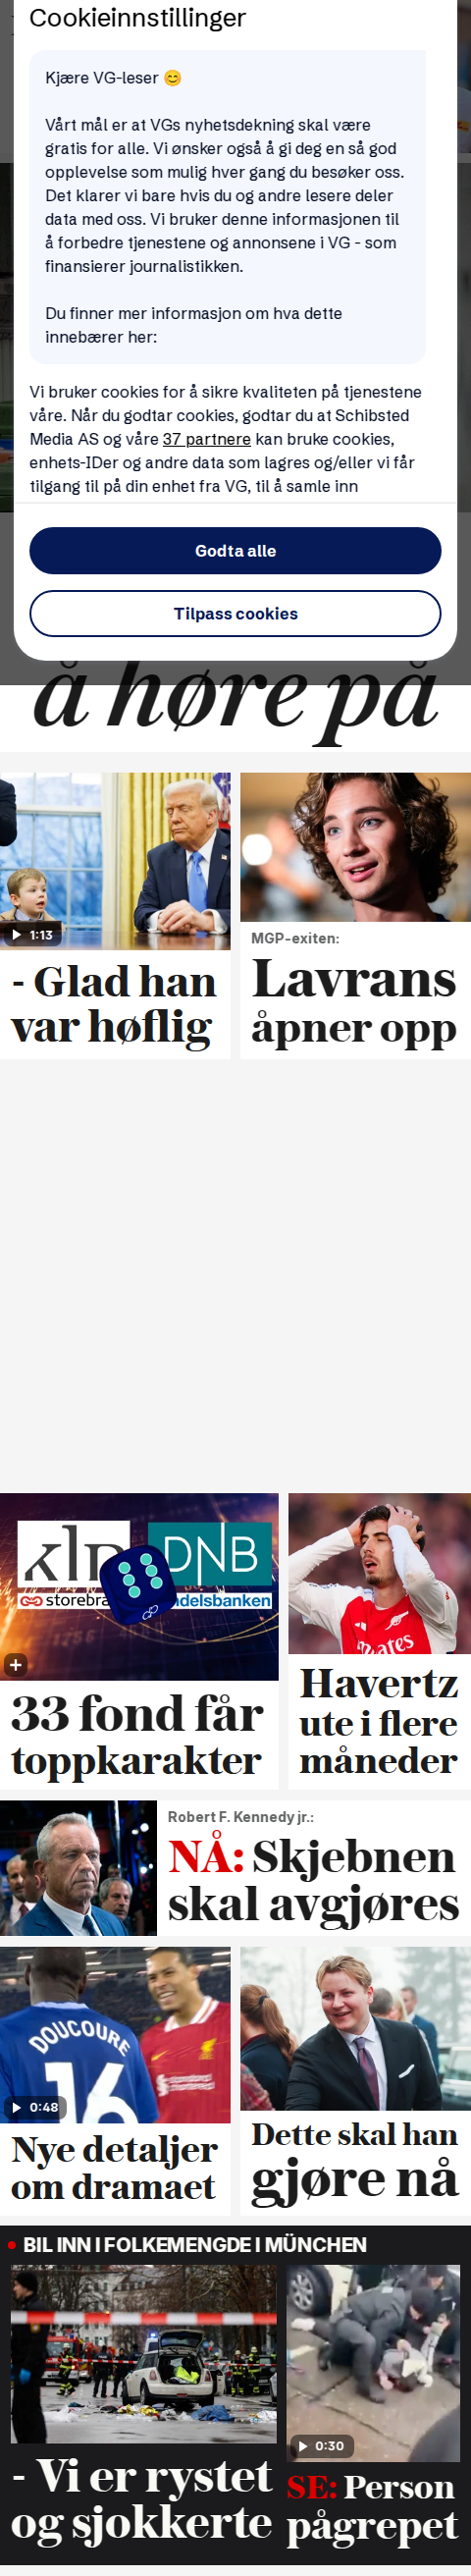 Cookieinnstillinger
Kjære VG-leser 😊
Vårt mål er at VGs nyhetsdekning skal være
gratis for alle. Vi ønsker også å gi deg en så god
opplevelse som mulig hver gang du besøker oss.
Det klarer vi bare hvis du og andre lesere deler
data med oss. Vi bruker denne informasjonen til
å forbedre tjenestene og annonsene i VG - som
finansierer journalistikken.
Du finner mer informasjon om hva dette
innebærer her:
Vi bruker cookies for å sikre kvaliteten på tjenestene
våre. Når du godtar cookies, godtar du at Schibsted
Media AS og våre 37 partnere kan bruke cookies,
enhets-IDer og andre data som lagres og/eller vi får
tilgang til på din enhet fra VG, til å samle inn
Godta alle
Tilpass cookies
å høre på
1:13
- Glad han
var høflig
MGP-exiten:
Lavrans
åpner opp
klp
DNB
storebra
ndelsbanken
33 fond får
toppkarakter
Havertz
ute i flere
måneder
Robert F. Kennedy jr.:
NÅ: Skjebnen
skal avgjøres
DOUCOURE
16
0:48
Nye detaljer
om dramaet
Dette skal han
gjøre nå
BIL INN I FOLKEMENGDE I MÜNCHEN
- Vi er rystet
og sjokkerte
0:30
SE: Person
pågrepet